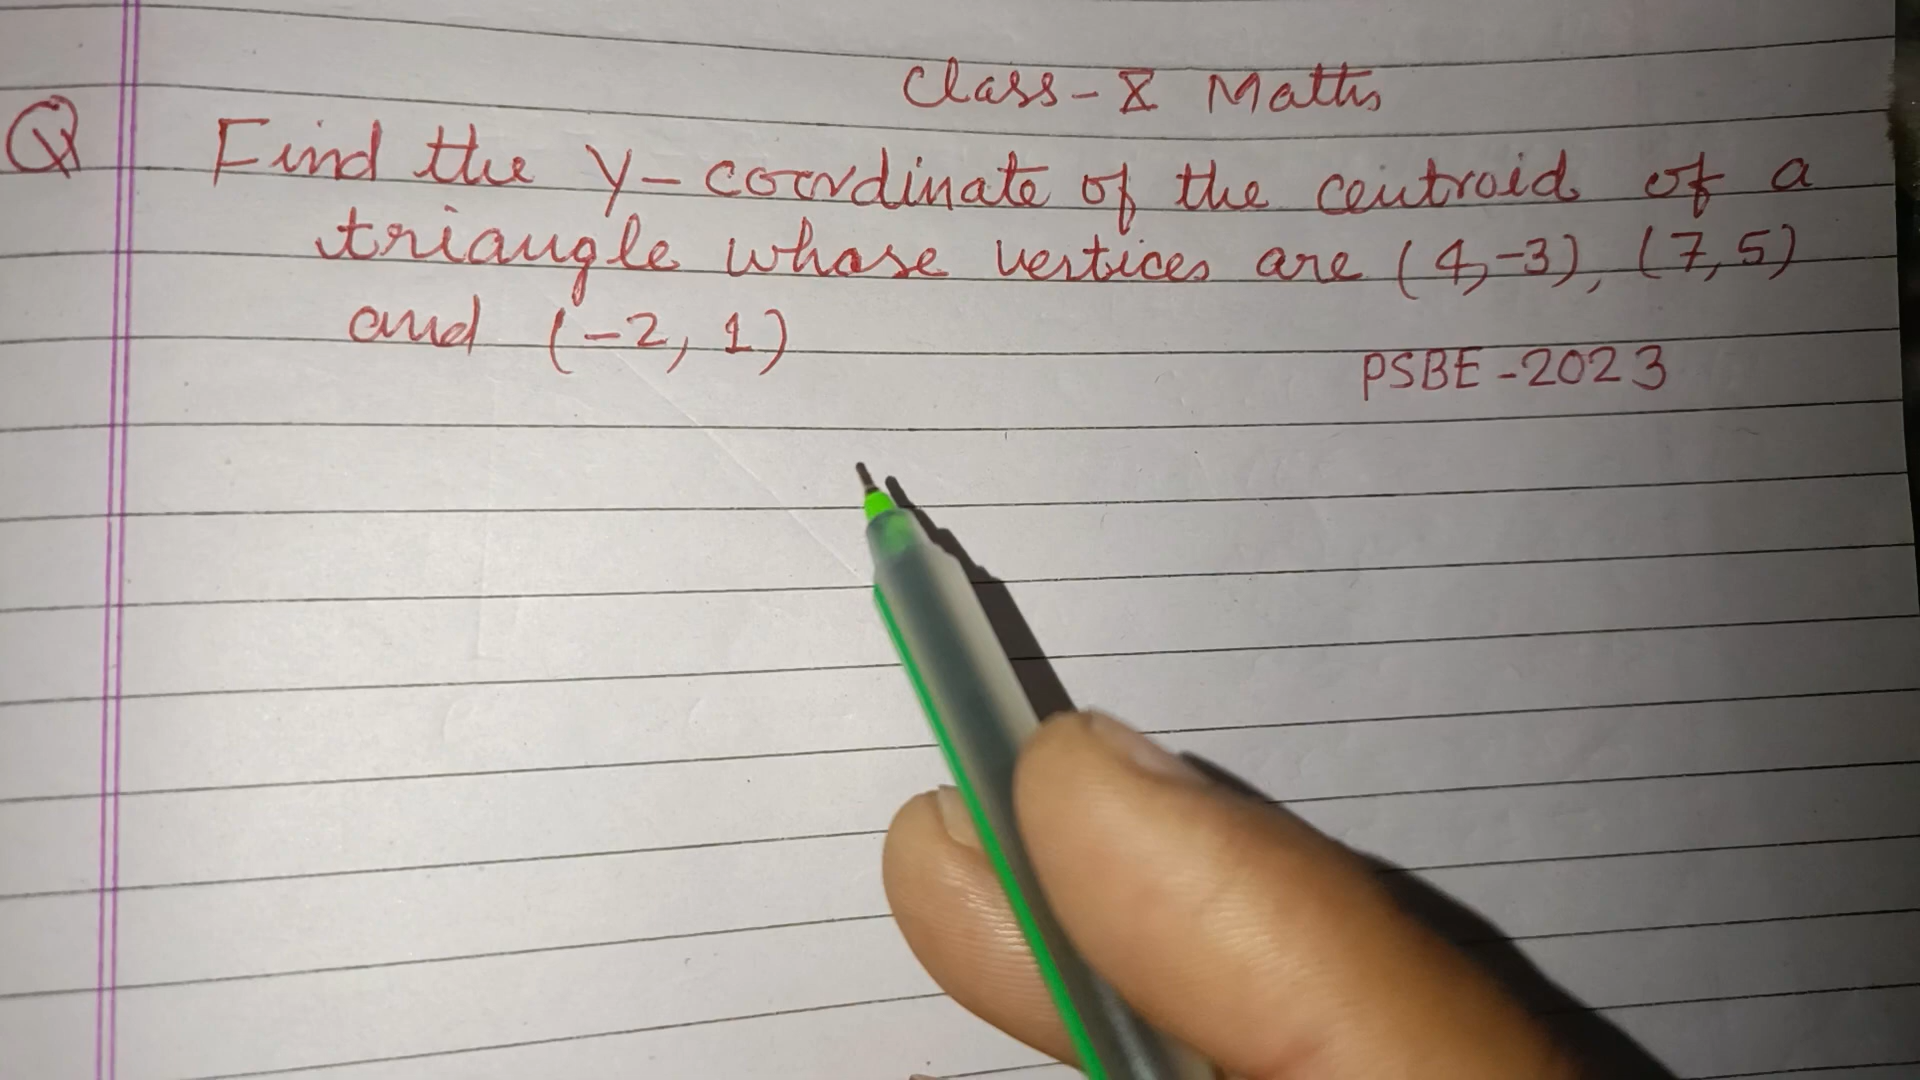 Class-X Maths
Q Find the y-coordinate of the centroid of a
triangle whose vertices are (4,-3), (7,5)
and (-2, 1)
PSBE-2023